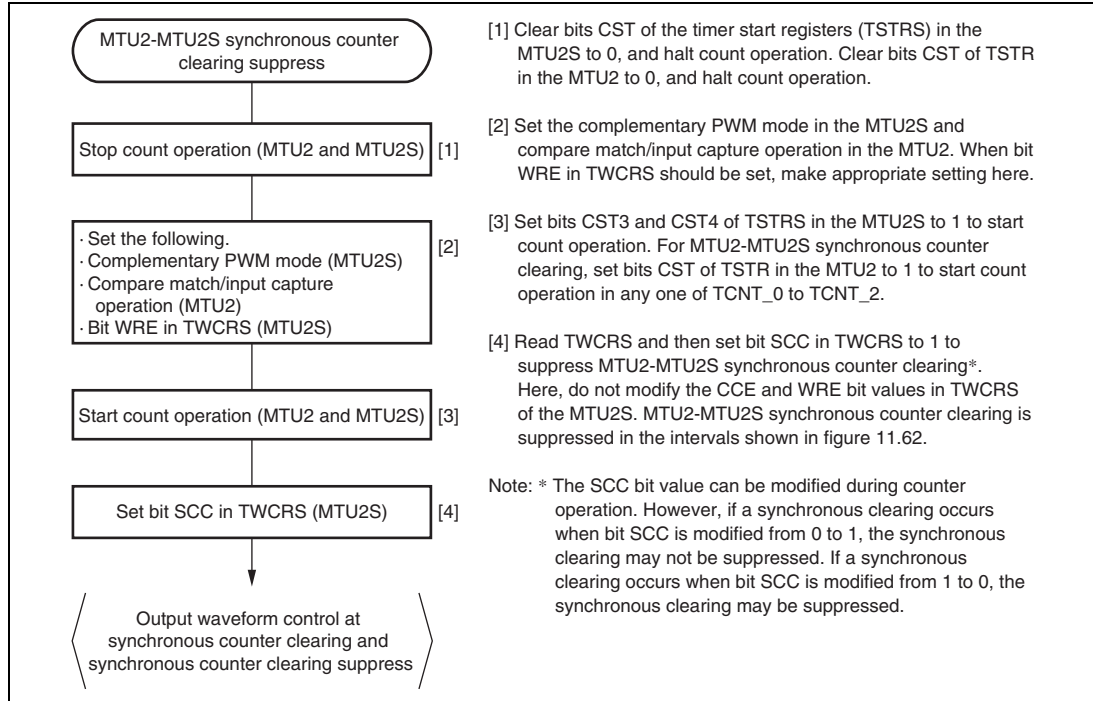 MTU2-MTU2S synchronous counter
clearing suppress
Stop count operation (MTU2 and MTU2S) [1]
· Set the following.
· Complementary PWM mode (MTU2S)
· Compare match/input capture
operation (MTU2)
· Bit WRE in TWCRS (MTU2S)
[2]
Start count operation (MTU2 and MTU2S) [3]
Set bit SCC in TWCRS (MTU2S) [4]
Output waveform control at
synchronous counter clearing and
synchronous counter clearing suppress
[1] Clear bits CST of the timer start registers (TSTRS) in the
MTU2S to 0, and halt count operation. Clear bits CST of TSTR
in the MTU2 to 0, and halt count operation.
[2] Set the complementary PWM mode in the MTU2S and
compare match/input capture operation in the MTU2. When bit
WRE in TWCRS should be set, make appropriate setting here.
[3] Set bits CST3 and CST4 of TSTRS in the MTU2S to 1 to start
count operation. For MTU2-MTU2S synchronous counter
clearing, set bits CST of TSTR in the MTU2 to 1 to start count
operation in any one of TCNT_0 to TCNT_2.
[4] Read TWCRS and then set bit SCC in TWCRS to 1 to
suppress MTU2-MTU2S synchronous counter clearing*.
Here, do not modify the CCE and WRE bit values in TWCRS
of the MTU2S. MTU2-MTU2S synchronous counter clearing is
suppressed in the intervals shown in figure 11.62.
Note: * The SCC bit value can be modified during counter
operation. However, if a synchronous clearing occurs
when bit SCC is modified from 0 to 1, the synchronous
clearing may not be suppressed. If a synchronous
clearing occurs when bit SCC is modified from 1 to 0, the
synchronous clearing may be suppressed.